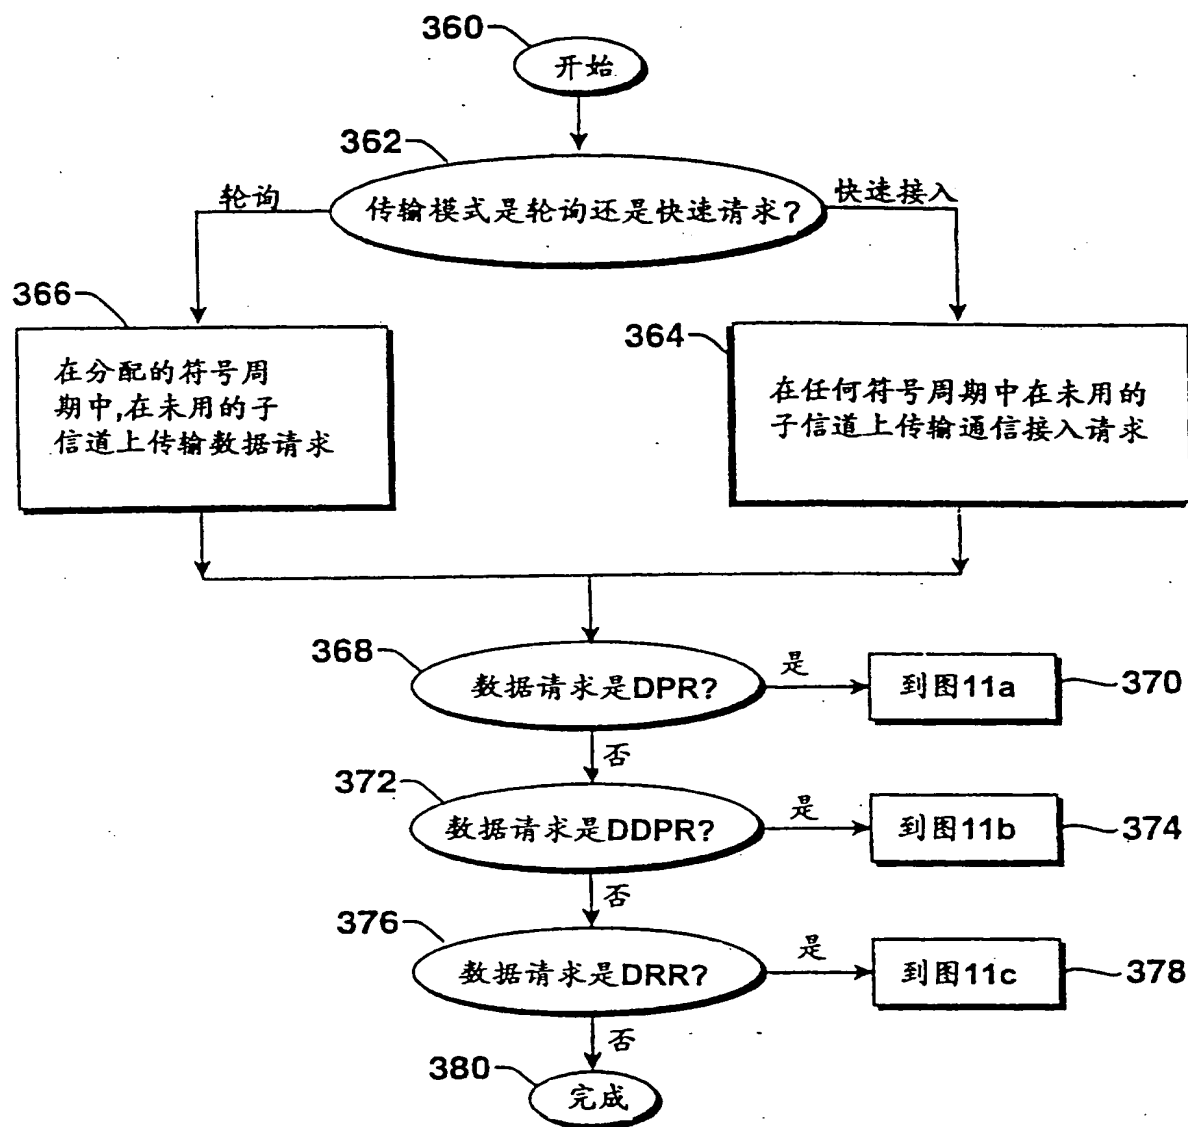 360
开始
362
传输模式是轮询还是快速请求?
轮询
快速接入
366
在分配的符号周
期中,在未用的子
信道上传输数据请求
364
在任何符号周期中在未用的
子信道上传输通信接入请求
368
数据请求是DPR?
是
到图11a
370
否
372
数据请求是DDPR?
是
到图11b
374
否
376
数据请求是DRR?
是
到图11c
378
否
380
完成